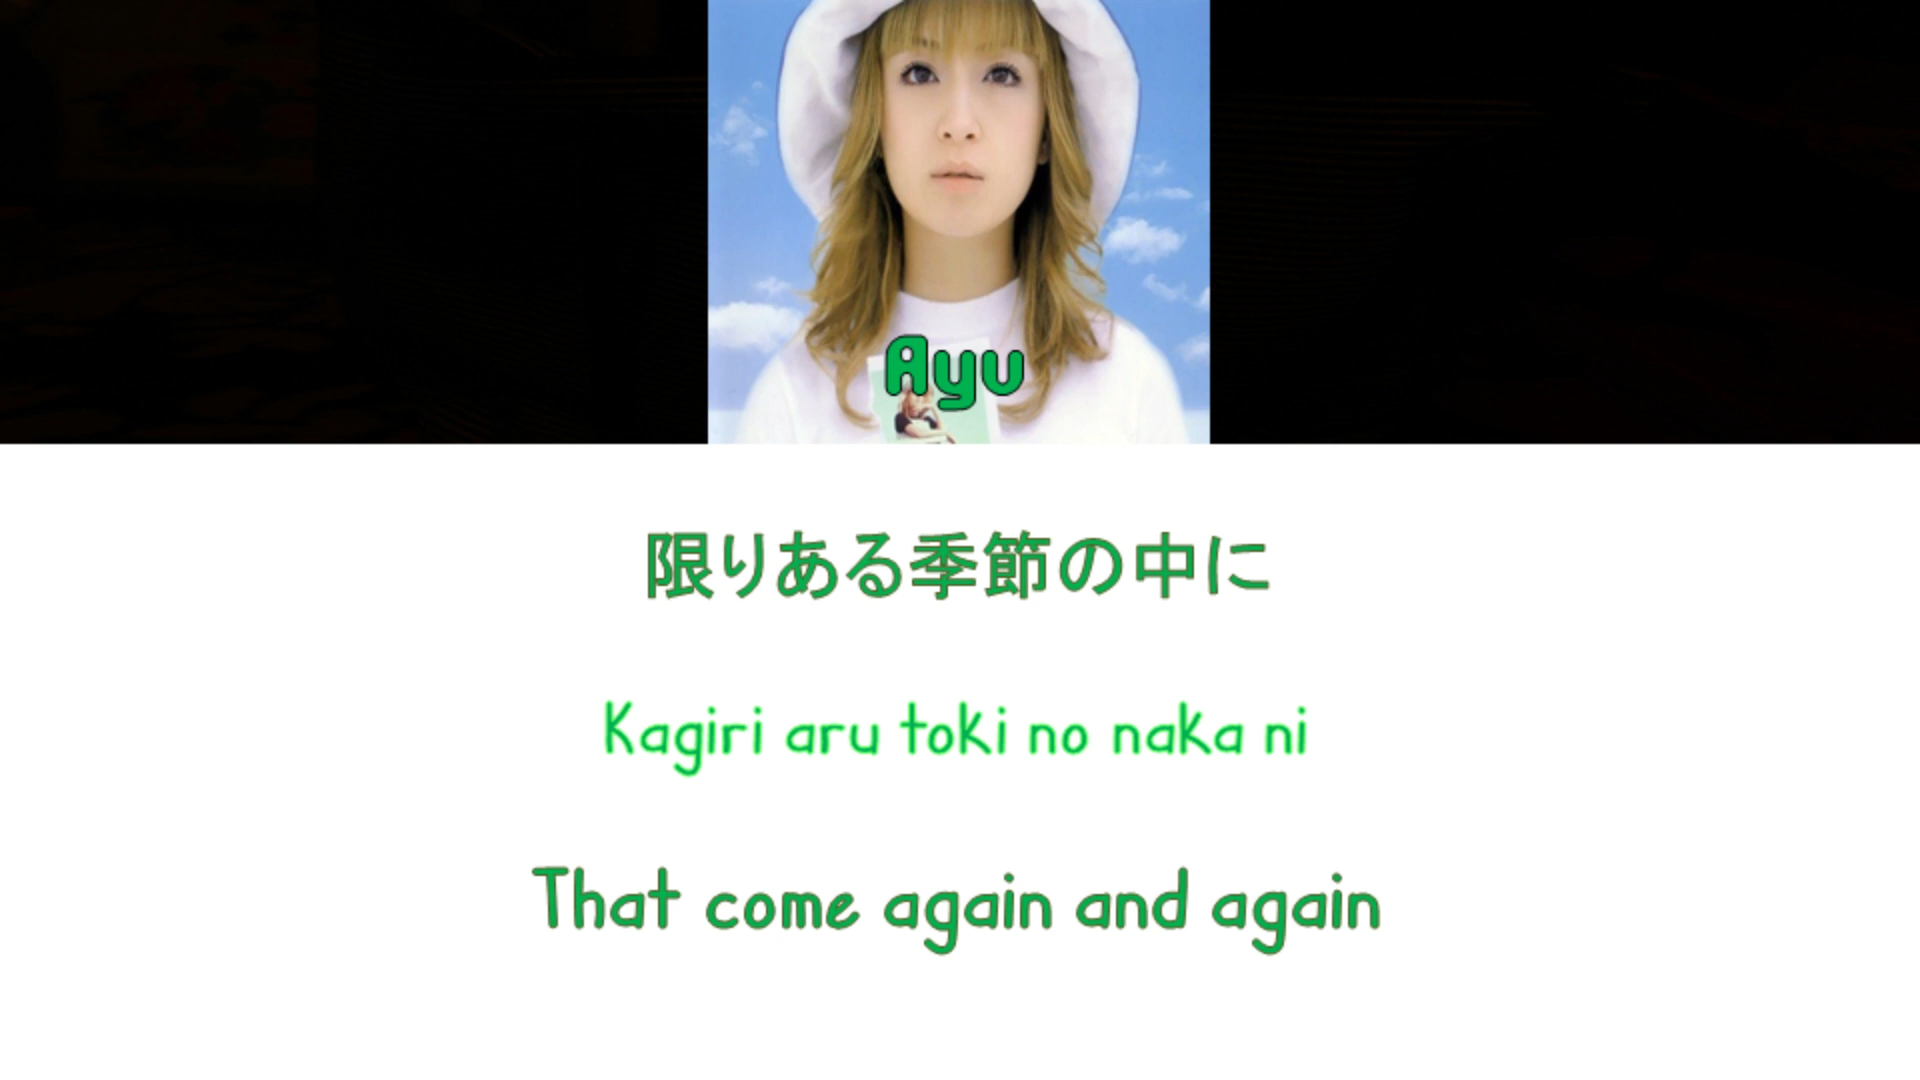 Ayu
限りある季節の中に
Kagiri aru toki no naka ni
That come again and again